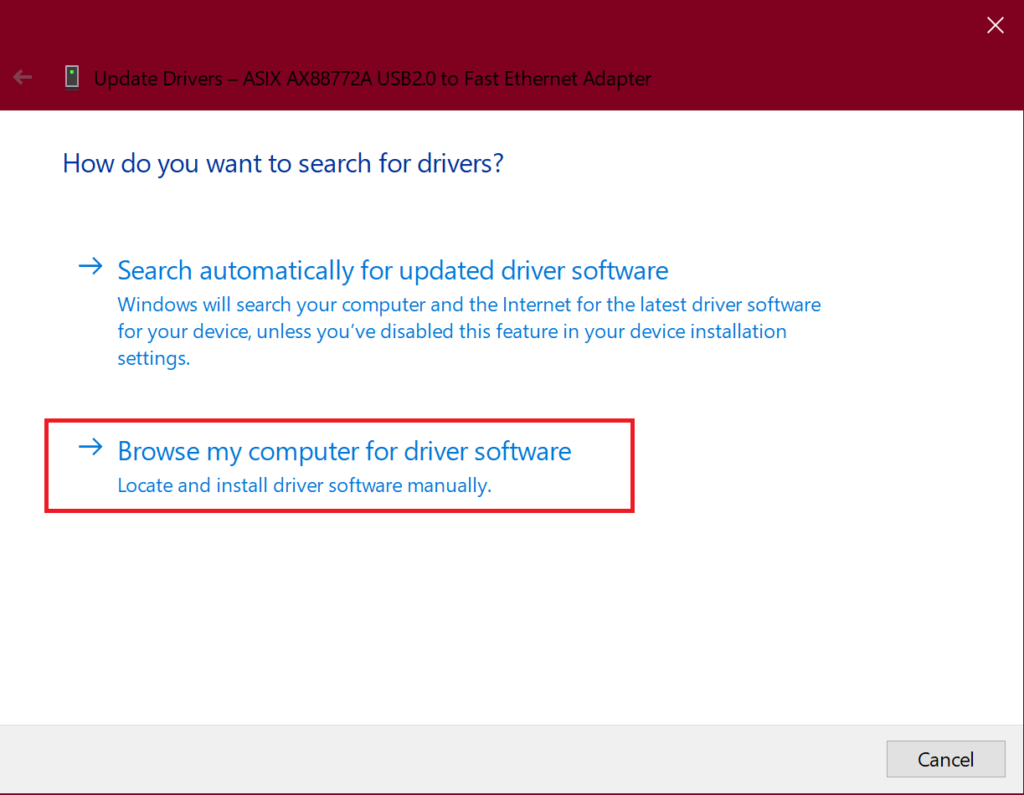 Update Drivers – ASIX AX88772A USB2.0 to Fast Ethernet Adapter
How do you want to search for drivers?
Search automatically for updated driver software
Windows will search your computer and the Internet for the latest driver software
for your device, unless you’ve disabled this feature in your device installation
settings.
Browse my computer for driver software
Locate and install driver software manually.
Cancel